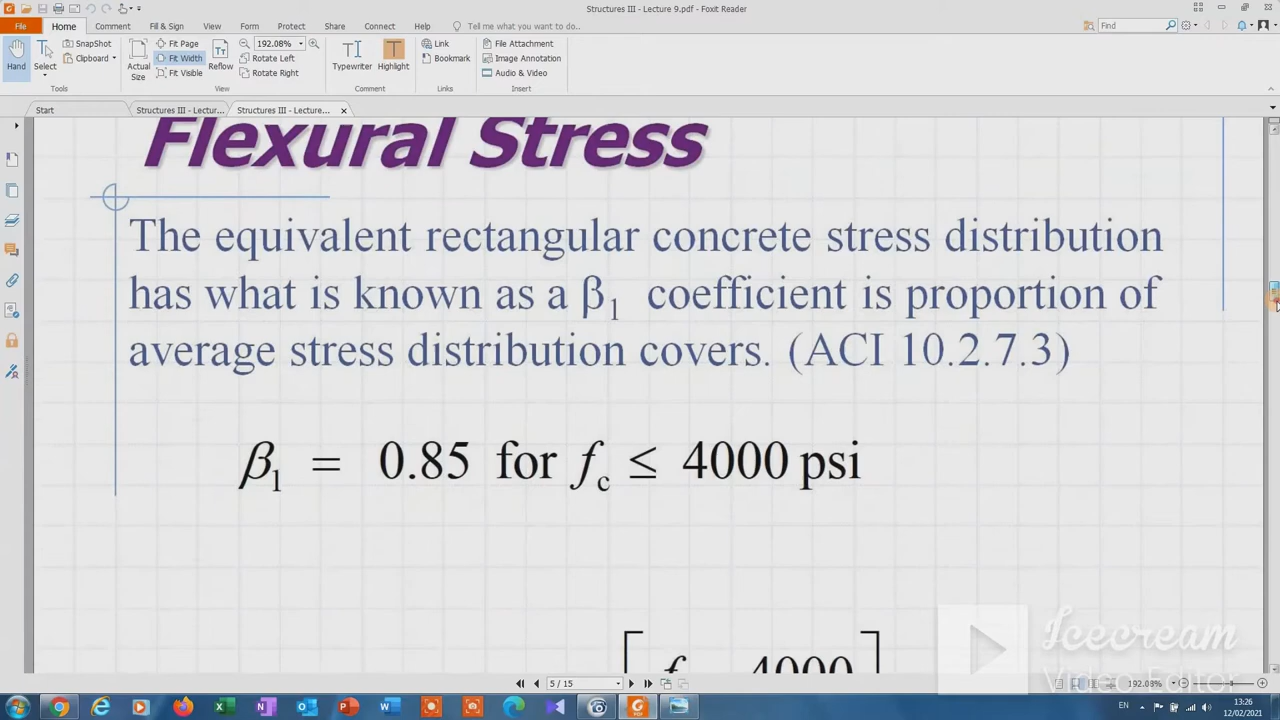 Structures III - Lecture 9.pdf - Foxit Reader
File Home Comment Fill & Sign View Form Protect Share Connect Help Tell me what you want to do... Find
Hand Select SnapShot Clipboard Actual Size Fit Page Fit Width Fit Visible Reflow 192.08% Rotate Left Rotate Right Typewriter Highlight Link Bookmark File Attachment Image Annotation Audio & Video
Tools View Comment Links Insert
Start Structures III - Lectur... Structures III - Lecture...
Flexural Stress
The equivalent rectangular concrete stress distribution
has what is known as a β₁ coefficient is proportion of
average stress distribution covers. (ACI 10.2.7.3)
β₁ = 0.85 for f_c ≤ 4000 psi
f 4000
Icecream
Video Editor
5 / 15 192.08%
EN 13:26
12/02/2021